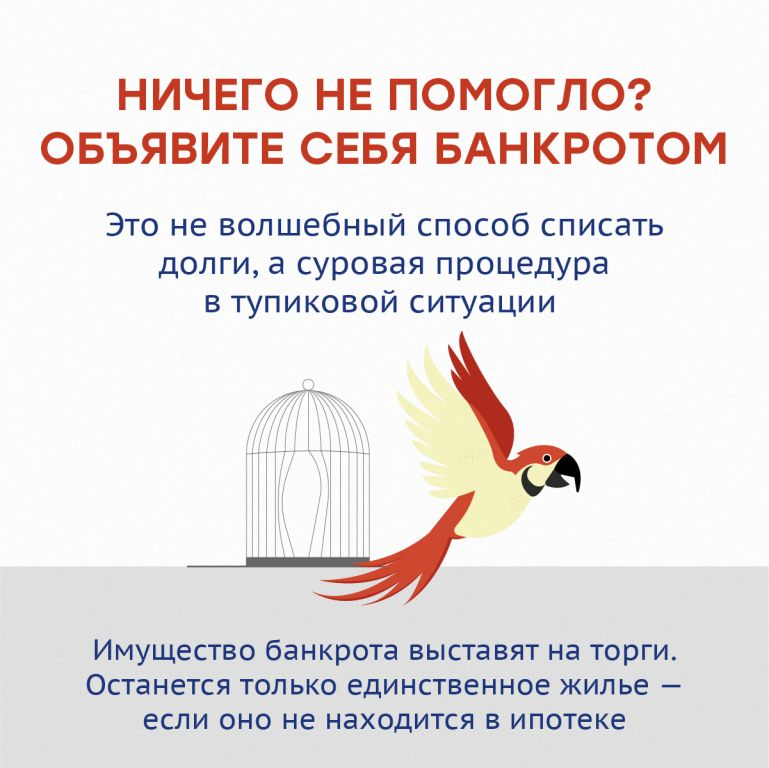 НИЧЕГО НЕ ПОМОГЛО?
ОБЪЯВИТЕ СЕБЯ БАНКРОТОМ
Это не волшебный способ списать
долги, а суровая процедура
в тупиковой ситуации
Имущество банкрота выставят на торги.
Останется только единственное жилье —
если оно не находится в ипотеке